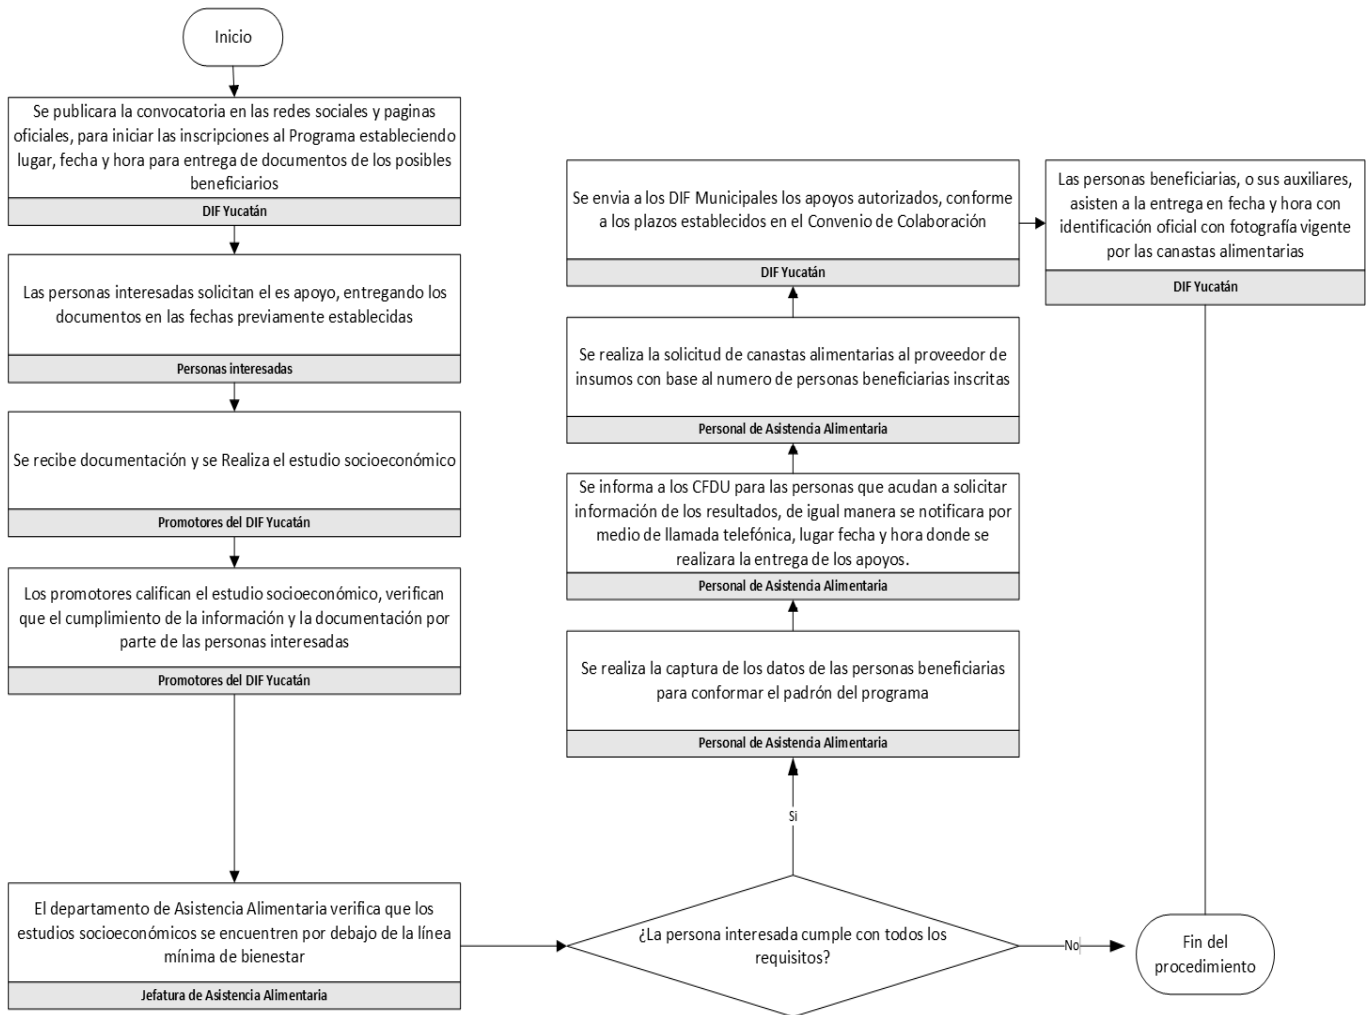 Inicio
Se publicara la convocatoria en las redes sociales y paginas
oficiales, para iniciar las inscripciones al Programa estableciendo
lugar, fecha y hora para entrega de documentos de los posibles
beneficiarios
DIF Yucatán
Las personas interesadas solicitan el es apoyo, entregando los
documentos en las fechas previamente establecidas
Personas interesadas
Se recibe documentación y se Realiza el estudio socioeconómico
Promotores del DIF Yucatán
Los promotores califican el estudio socioeconómico, verifican
que el cumplimiento de la información y la documentación por
parte de las personas interesadas
Promotores del DIF Yucatán
El departamento de Asistencia Alimentaria verifica que los
estudios socioeconómicos se encuentren por debajo de la línea
mínima de bienestar
Jefatura de Asistencia Alimentaria
¿La persona interesada cumple con todos los
requisitos?
Si
No
Se realiza la captura de los datos de las personas beneficiarias
para conformar el padrón del programa
Personal de Asistencia Alimentaria
Se informa a los CFDU para las personas que acudan a solicitar
información de los resultados, de igual manera se notificara por
medio de llamada telefónica, lugar fecha y hora donde se
realizara la entrega de los apoyos.
Personal de Asistencia Alimentaria
Se realiza la solicitud de canastas alimentarias al proveedor de
insumos con base al numero de personas beneficiarias inscritas
Personal de Asistencia Alimentaria
Se envia a los DIF Municipales los apoyos autorizados, conforme
a los plazos establecidos en el Convenio de Colaboración
DIF Yucatán
Las personas beneficiarias, o sus auxiliares,
asisten a la entrega en fecha y hora con
identificación oficial con fotografía vigente
por las canastas alimentarias
DIF Yucatán
Fin del
procedimiento